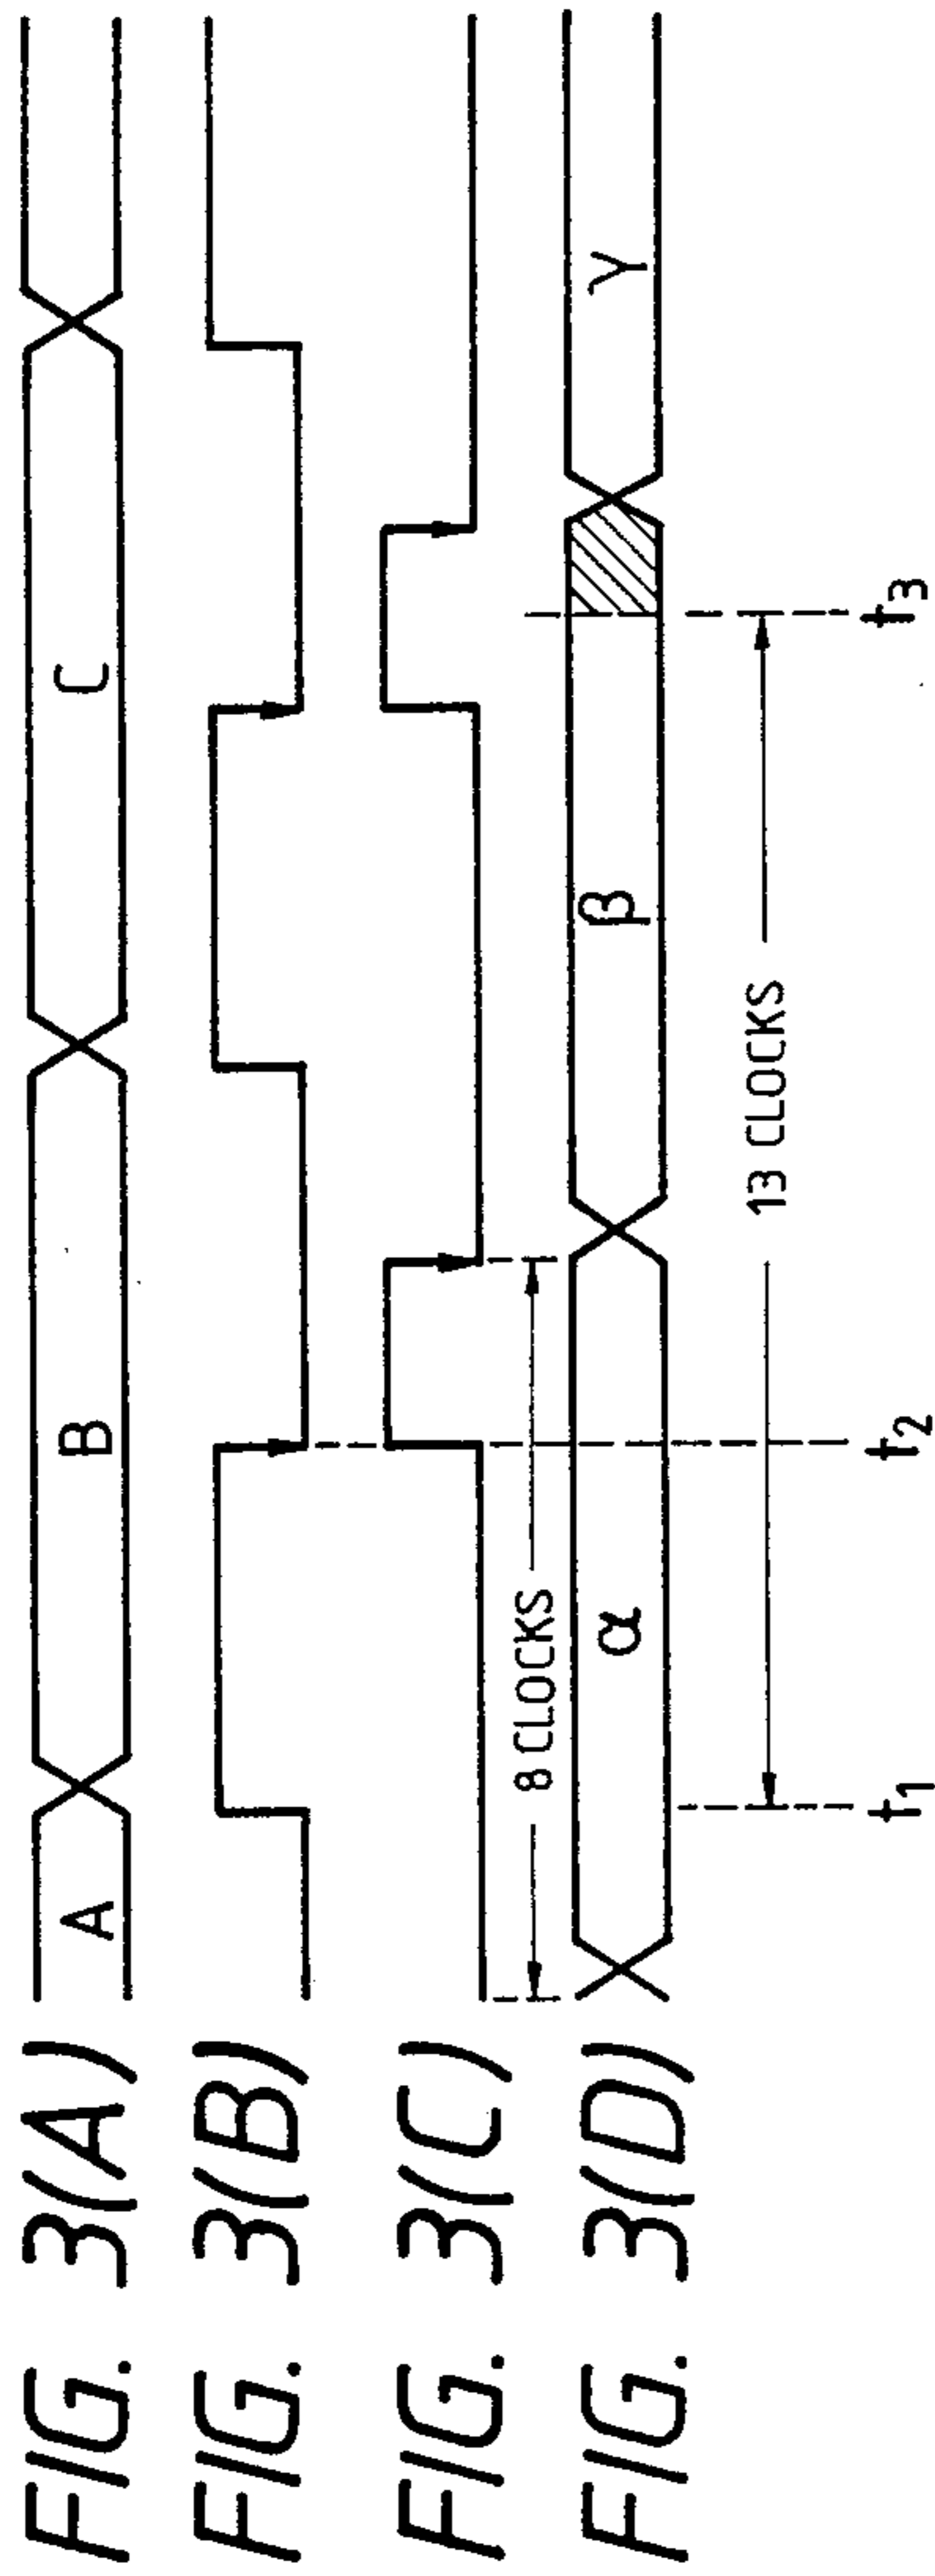 FIG. 3(A)
A
B
C
FIG. 3(B)
FIG. 3(C)
8 CLOCKS
FIG. 3(D)
α
β
γ
13 CLOCKS
t1
t2
t3